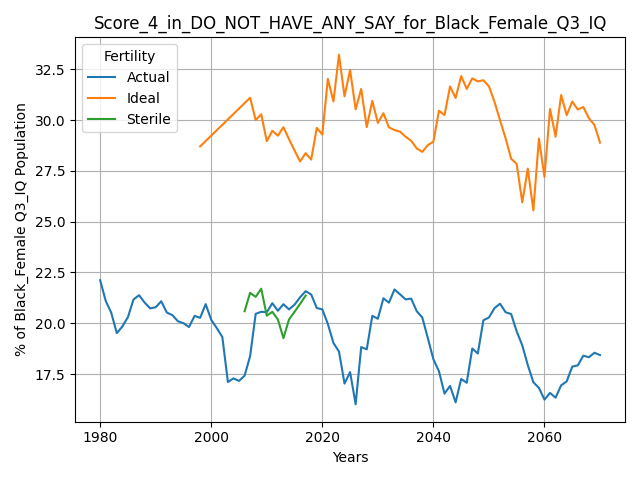 Score_4_in_DO_NOT_HAVE_ANY_SAY_for_Black_Female_Q3_IQ
Fertility
Actual
Ideal
Sterile
% of Black_Female Q3_IQ Population
32.5
30.0
27.5
25.0
22.5
20.0
17.5
1980
2000
2020
2040
2060
Years